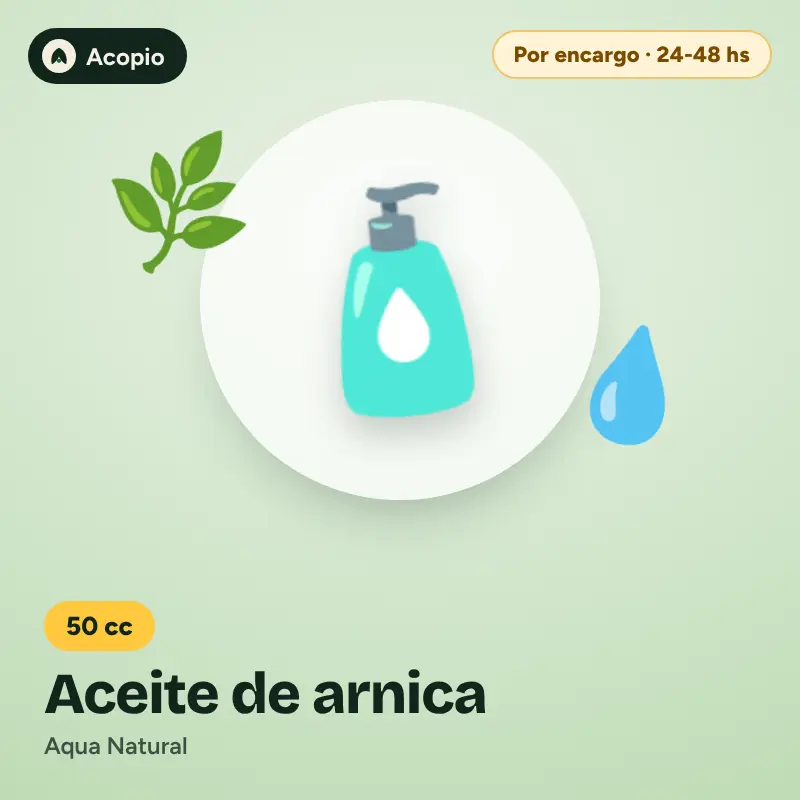 Acopio
Por encargo · 24-48 hs
50 cc
Aceite de arnica
Aqua Natural